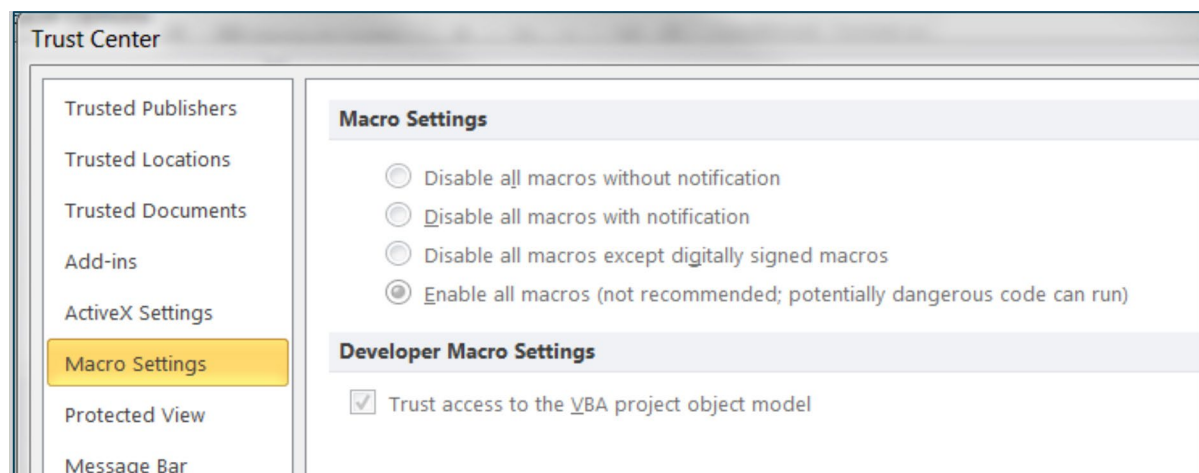 Trust Center
Trusted Publishers
Trusted Locations
Trusted Documents
Add-ins
ActiveX Settings
Macro Settings
Protected View
Message Bar
Macro Settings
Disable all macros without notification
Disable all macros with notification
Disable all macros except digitally signed macros
Enable all macros (not recommended; potentially dangerous code can run)
Developer Macro Settings
Trust access to the VBA project object model